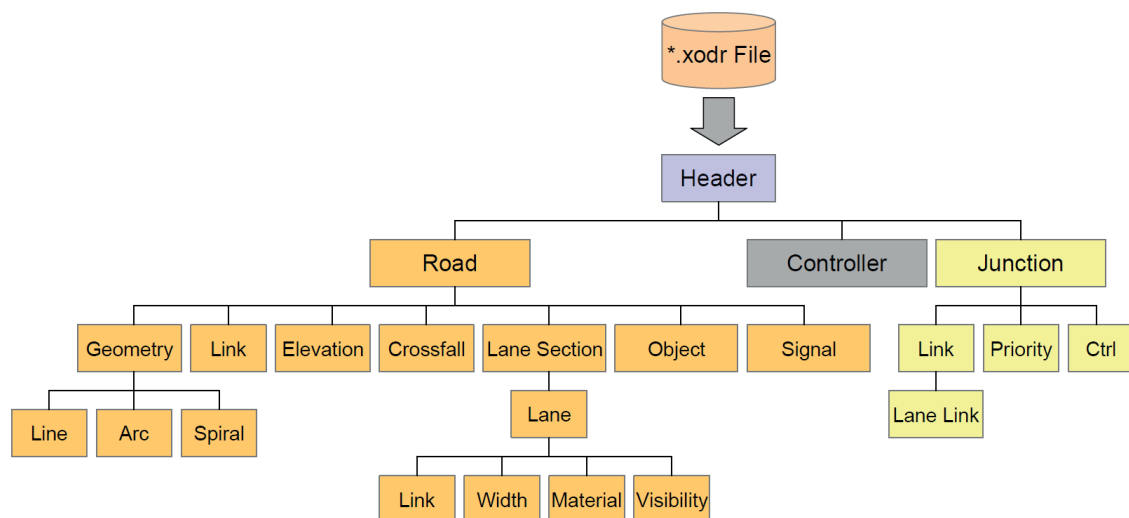 *.xodr File
Header
Road
Controller
Junction
Geometry
Link
Elevation
Crossfall
Lane Section
Object
Signal
Link
Priority
Ctrl
Line
Arc
Spiral
Lane
Lane Link
Link
Width
Material
Visibility